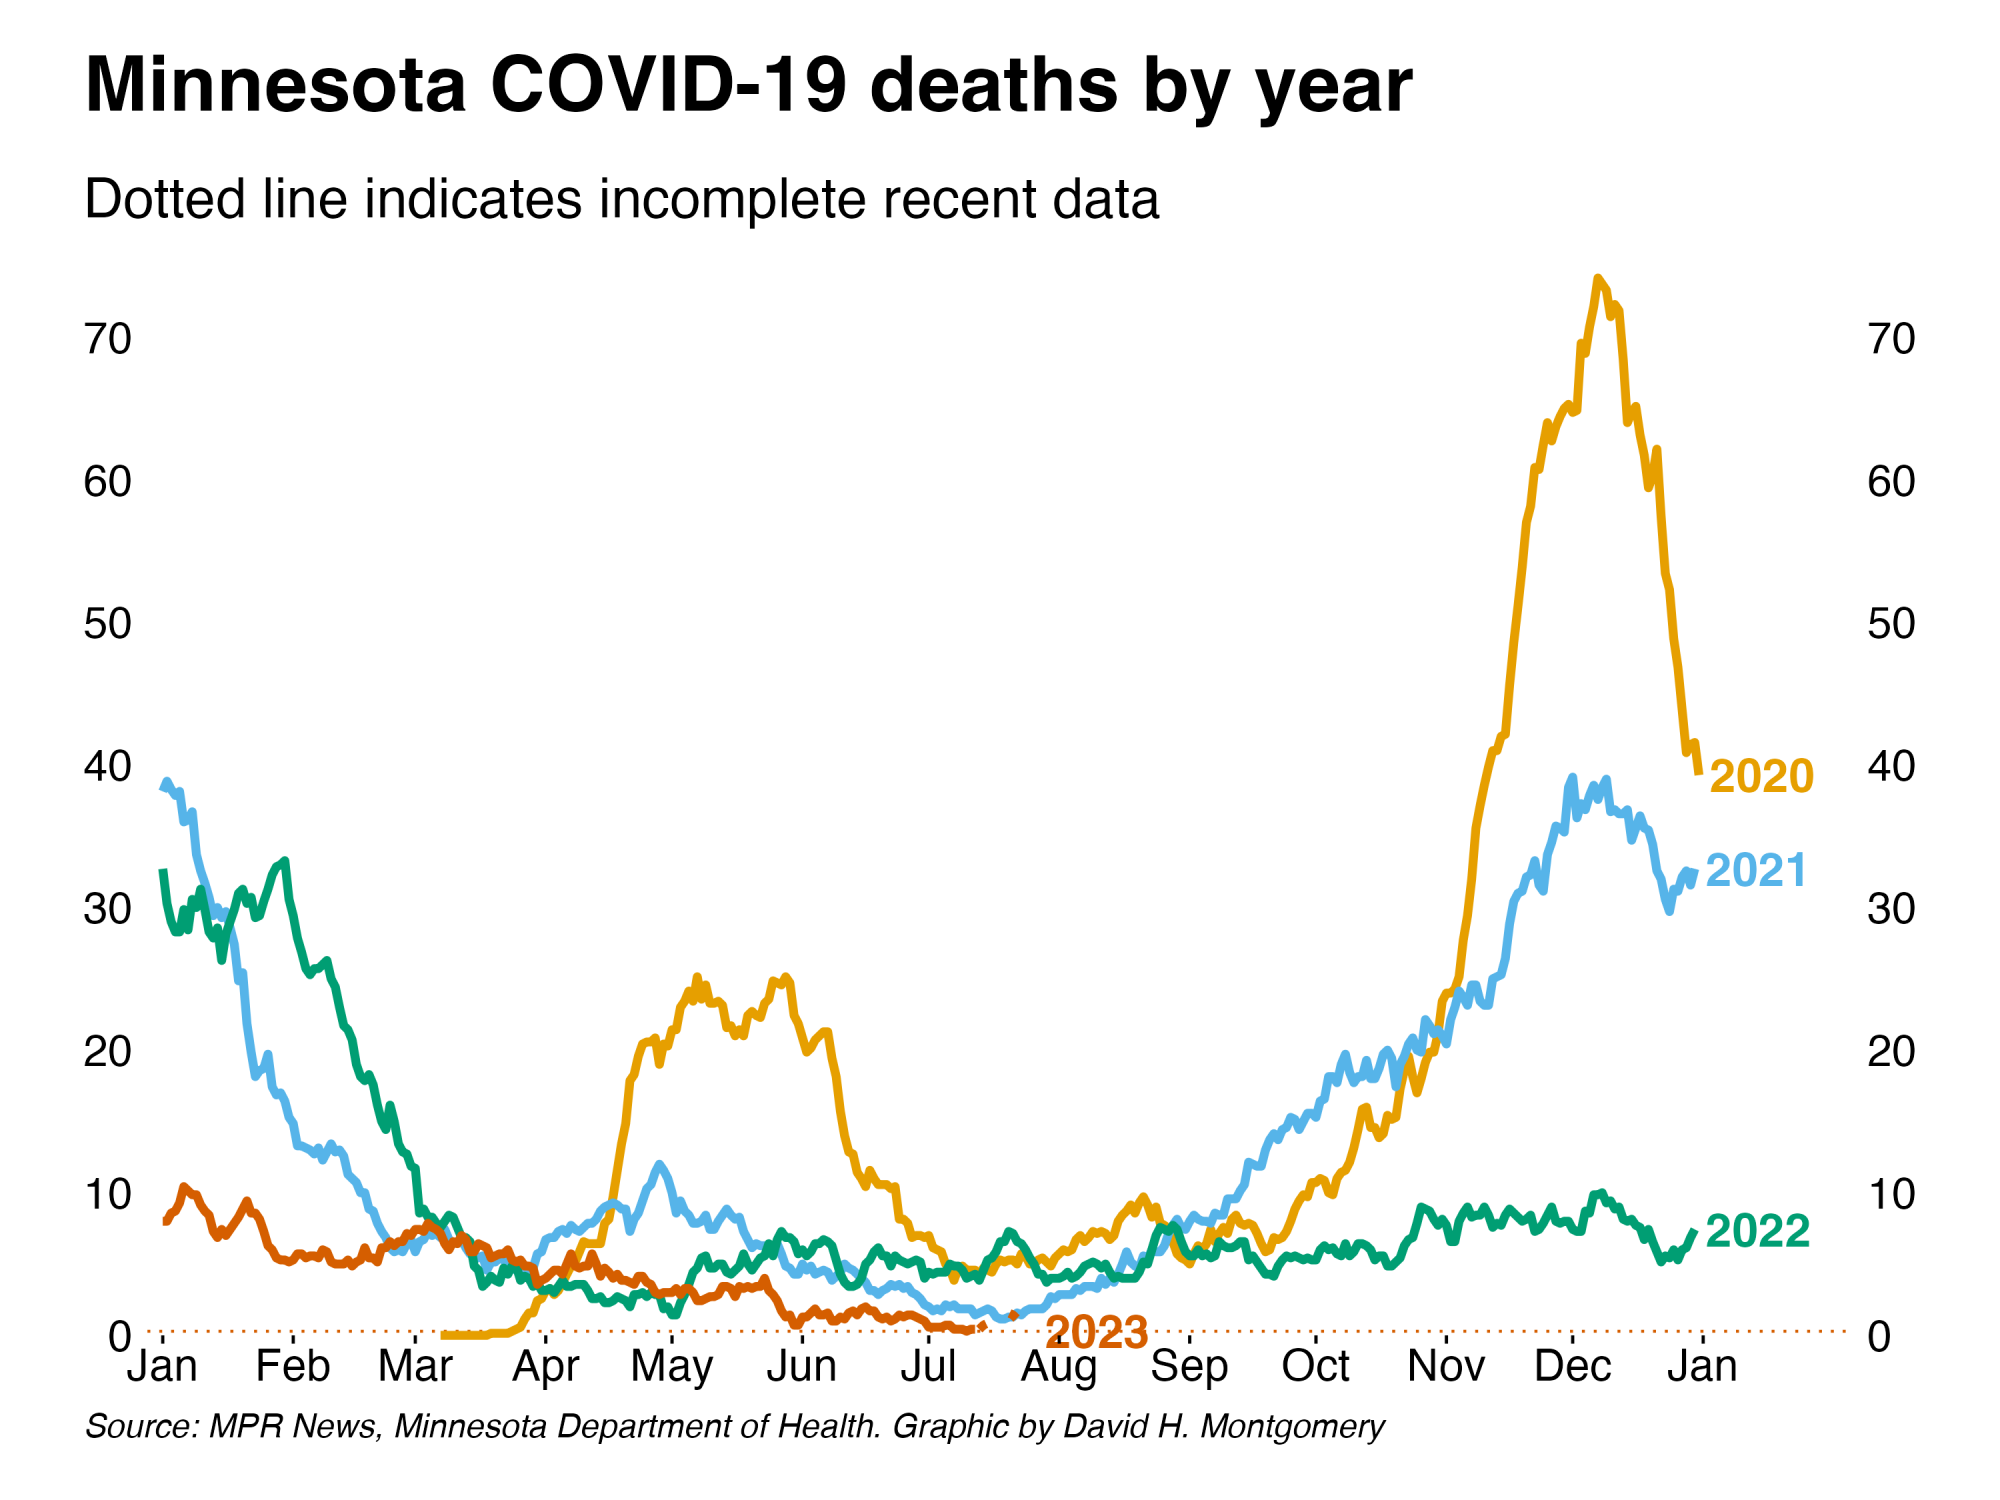 Minnesota COVID-19 deaths by year
Dotted line indicates incomplete recent data
70 70
60 60
50 50
40 2020 40
2021
30 30
20 20
10 10
2022
0 2023 0
Jan Feb Mar Apr May Jun Jul Aug Sep Oct Nov Dec Jan
Source: MPR News, Minnesota Department of Health. Graphic by David H. Montgomery